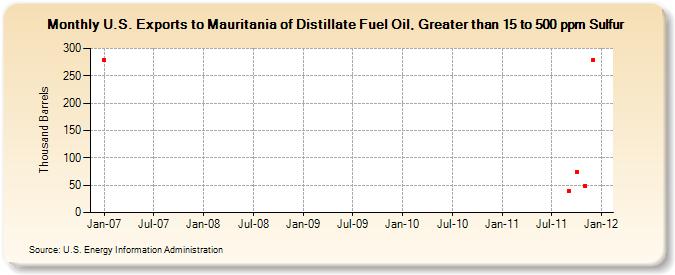 Monthly U.S. Exports to Mauritania of Distillate Fuel Oil, Greater than 15 to 500 ppm Sulfur
Thousand Barrels
300
250
200
150
100
50
0
Jan-07 Jul-07 Jan-08 Jul-08 Jan-09 Jul-09 Jan-10 Jul-10 Jan-11 Jul-11 Jan-12
Source: U.S. Energy Information Administration